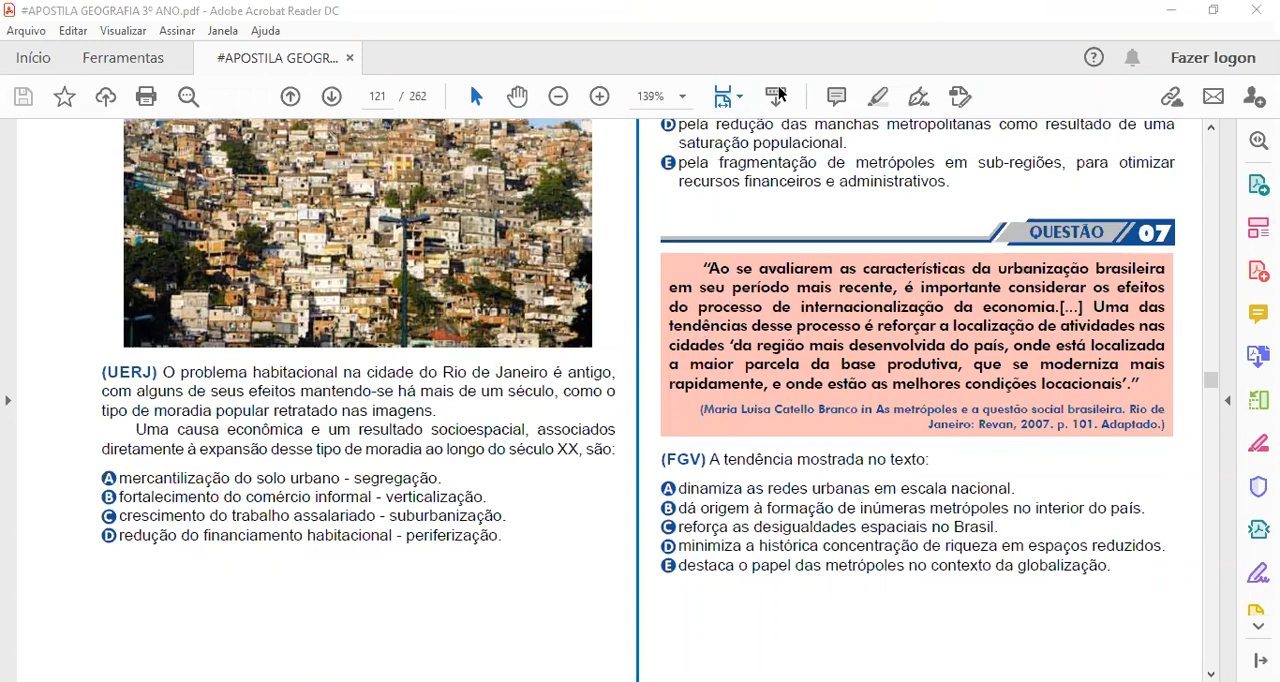 #APOSTILA GEOGRAFIA 3º ANO.pdf - Adobe Acrobat Reader DC
Arquivo Editar Visualizar Assinar Janela Ajuda
Início Ferramentas #APOSTILA GEOGR... × Fazer logon
121 / 262 139%
(UERJ) O problema habitacional na cidade do Rio de Janeiro é antigo,
com alguns de seus efeitos mantendo-se há mais de um século, como o
tipo de moradia popular retratado nas imagens.
Uma causa econômica e um resultado socioespacial, associados
diretamente à expansão desse tipo de moradia ao longo do século XX, são:
A mercantilização do solo urbano - segregação.
B fortalecimento do comércio informal - verticalização.
C crescimento do trabalho assalariado - suburbanização.
D redução do financiamento habitacional - periferização.
D pela redução das manchas metropolitanas como resultado de uma
saturação populacional.
E pela fragmentação de metrópoles em sub-regiões, para otimizar
recursos financeiros e administrativos.
QUESTÃO 07
“Ao se avaliarem as características da urbanização brasileira
em seu período mais recente, é importante considerar os efeitos
do processo de internacionalização da economia.[...] Uma das
tendências desse processo é reforçar a localização de atividades nas
cidades ‘da região mais desenvolvida do país, onde está localizada
a maior parcela da base produtiva, que se moderniza mais
rapidamente, e onde estão as melhores condições locacionais’.”
(Maria Luisa Catello Branco in As metrópoles e a questão social brasileira. Rio de
Janeiro: Revan, 2007. p. 101. Adaptado.)
(FGV) A tendência mostrada no texto:
A dinamiza as redes urbanas em escala nacional.
B dá origem à formação de inúmeras metrópoles no interior do país.
C reforça as desigualdades espaciais no Brasil.
D minimiza a histórica concentração de riqueza em espaços reduzidos.
E destaca o papel das metrópoles no contexto da globalização.